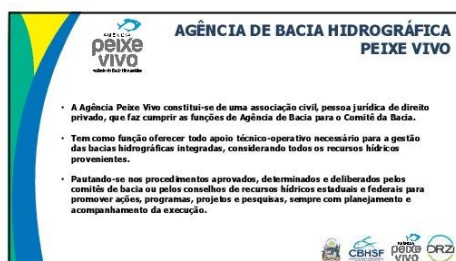 AGÊNCIA DE BACIA HIDROGRÁFICA
PEIXE VIVO
AGÊNCIA
peixe
vivo
• A Agência Peixe Vivo constitui-se de uma associação civil, pessoa jurídica de direito
privado, que faz cumprir as funções de Agência de Bacia para o Comitê da Bacia.
• Tem como função oferecer todo apoio técnico-operativo necessário para a gestão
das bacias hidrográficas integradas, considerando todos os recursos hídricos
provenientes.
• Pautando-se nos procedimentos aprovados, determinados e deliberados pelos
comitês de bacia ou pelos conselhos de recursos hídricos estaduais e federais para
promover ações, programas, projetos e pesquisas, sempre com planejamento e
acompanhamento da execução.
CBHSF
peixe
vivo
DRZ